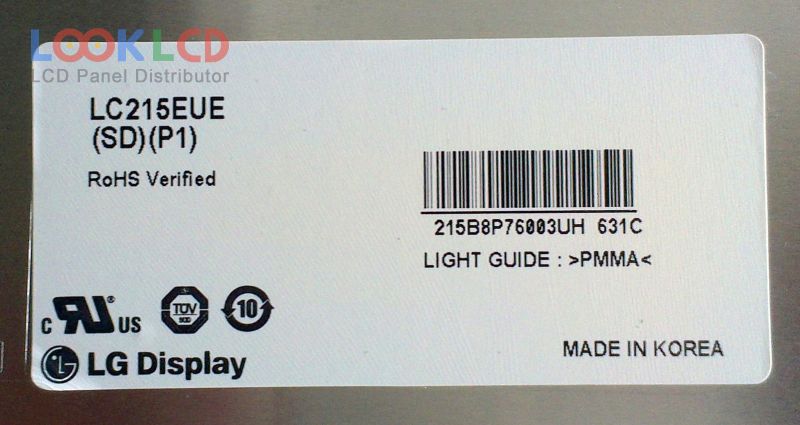 LOOKLCD
LCD Panel Distributor
LC215EUE
(SD)(P1)
RoHS Verified
215B8P76003UH 631C
LIGHT GUIDE : >PMMA<
c RU® US
TÜV
10
LG Display
MADE IN KOREA